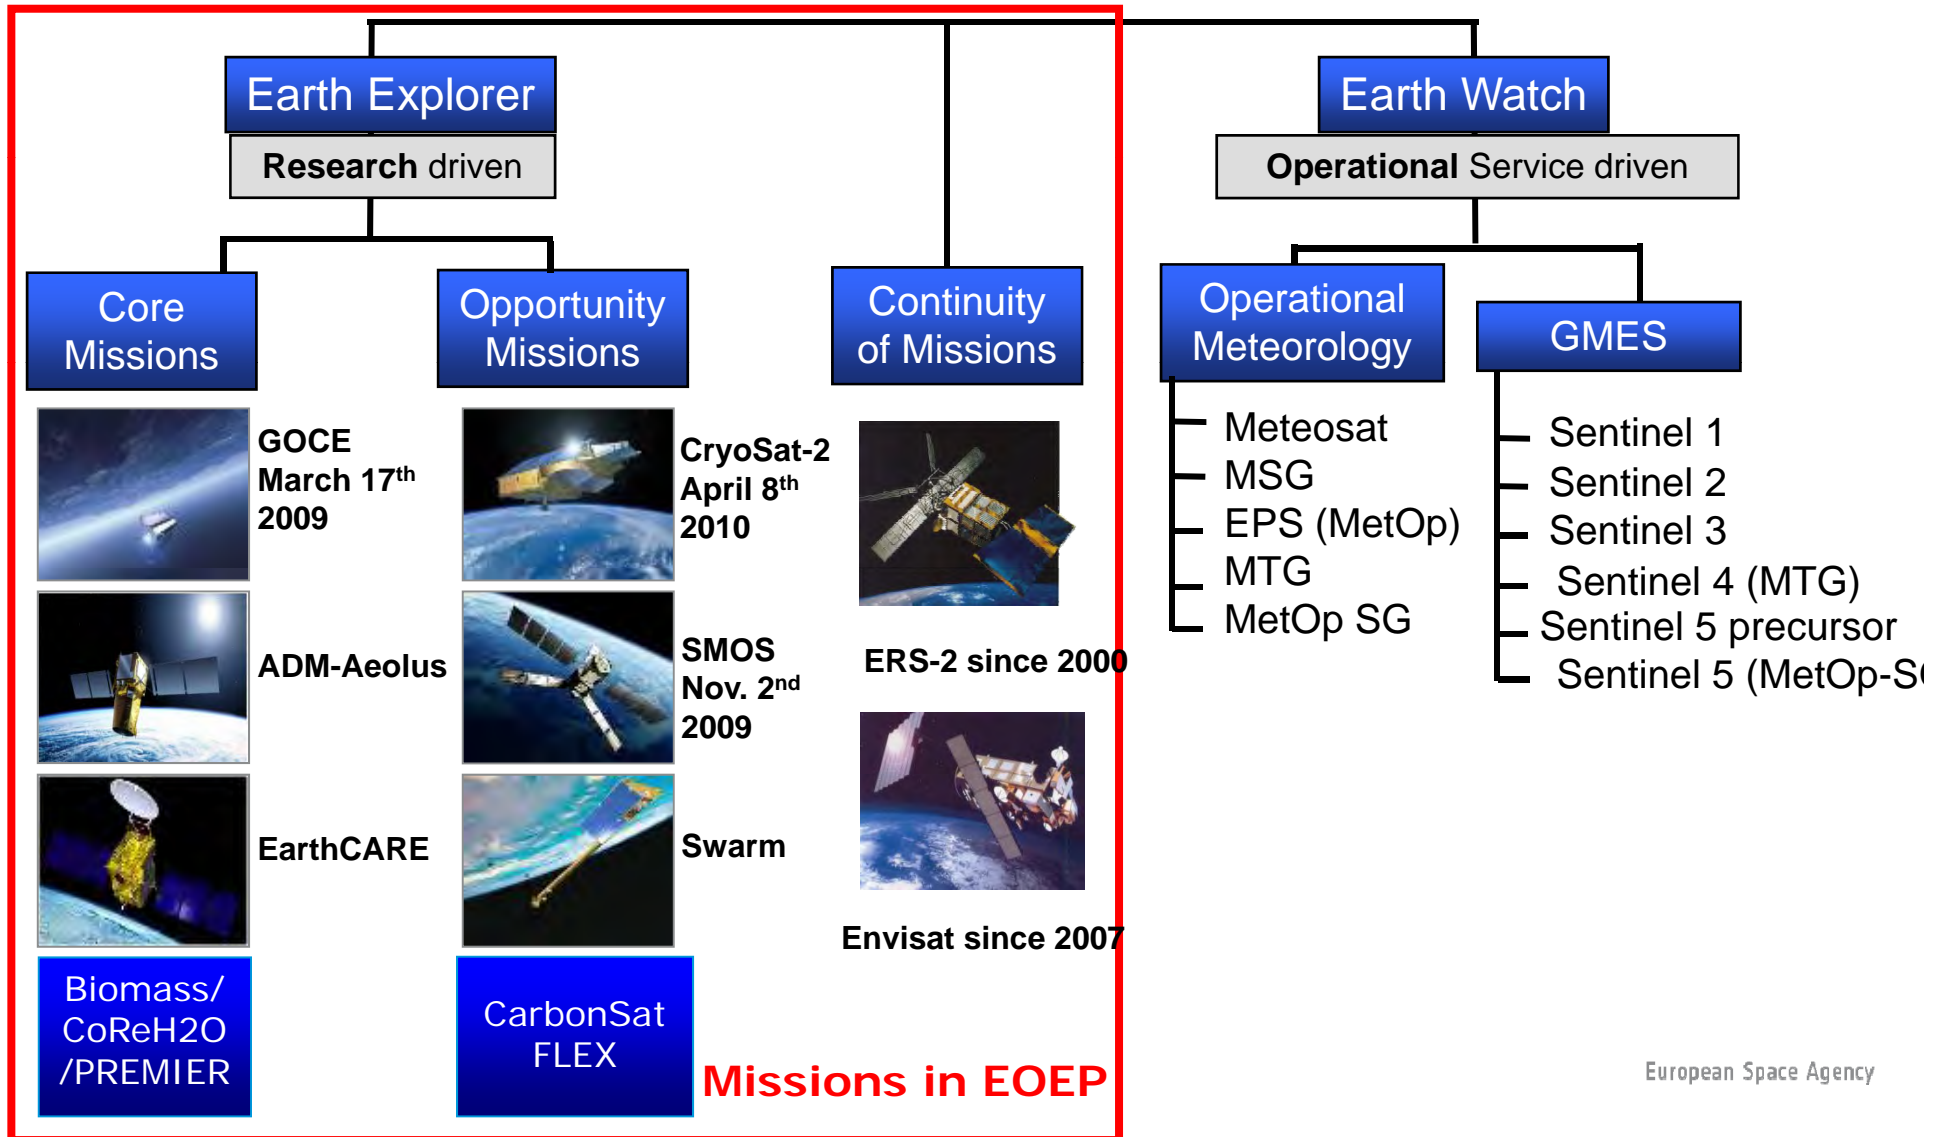 Earth Explorer
Research driven
Earth Watch
Operational Service driven
Core
Missions
Opportunity
Missions
Continuity
of Missions
Operational
Meteorology
GMES
GOCE
March 17th
2009
ADM-Aeolus
EarthCARE
Biomass/
CoReH2O
/PREMIER
CryoSat-2
April 8th
2010
SMOS
Nov. 2nd
2009
Swarm
CarbonSat
FLEX
ERS-2 since 2000
Envisat since 2007
Meteosat
MSG
EPS (MetOp)
MTG
MetOp SG
Sentinel 1
Sentinel 2
Sentinel 3
Sentinel 4 (MTG)
Sentinel 5 precursor
Sentinel 5 (MetOp-S
Missions in EOEP
European Space Agency